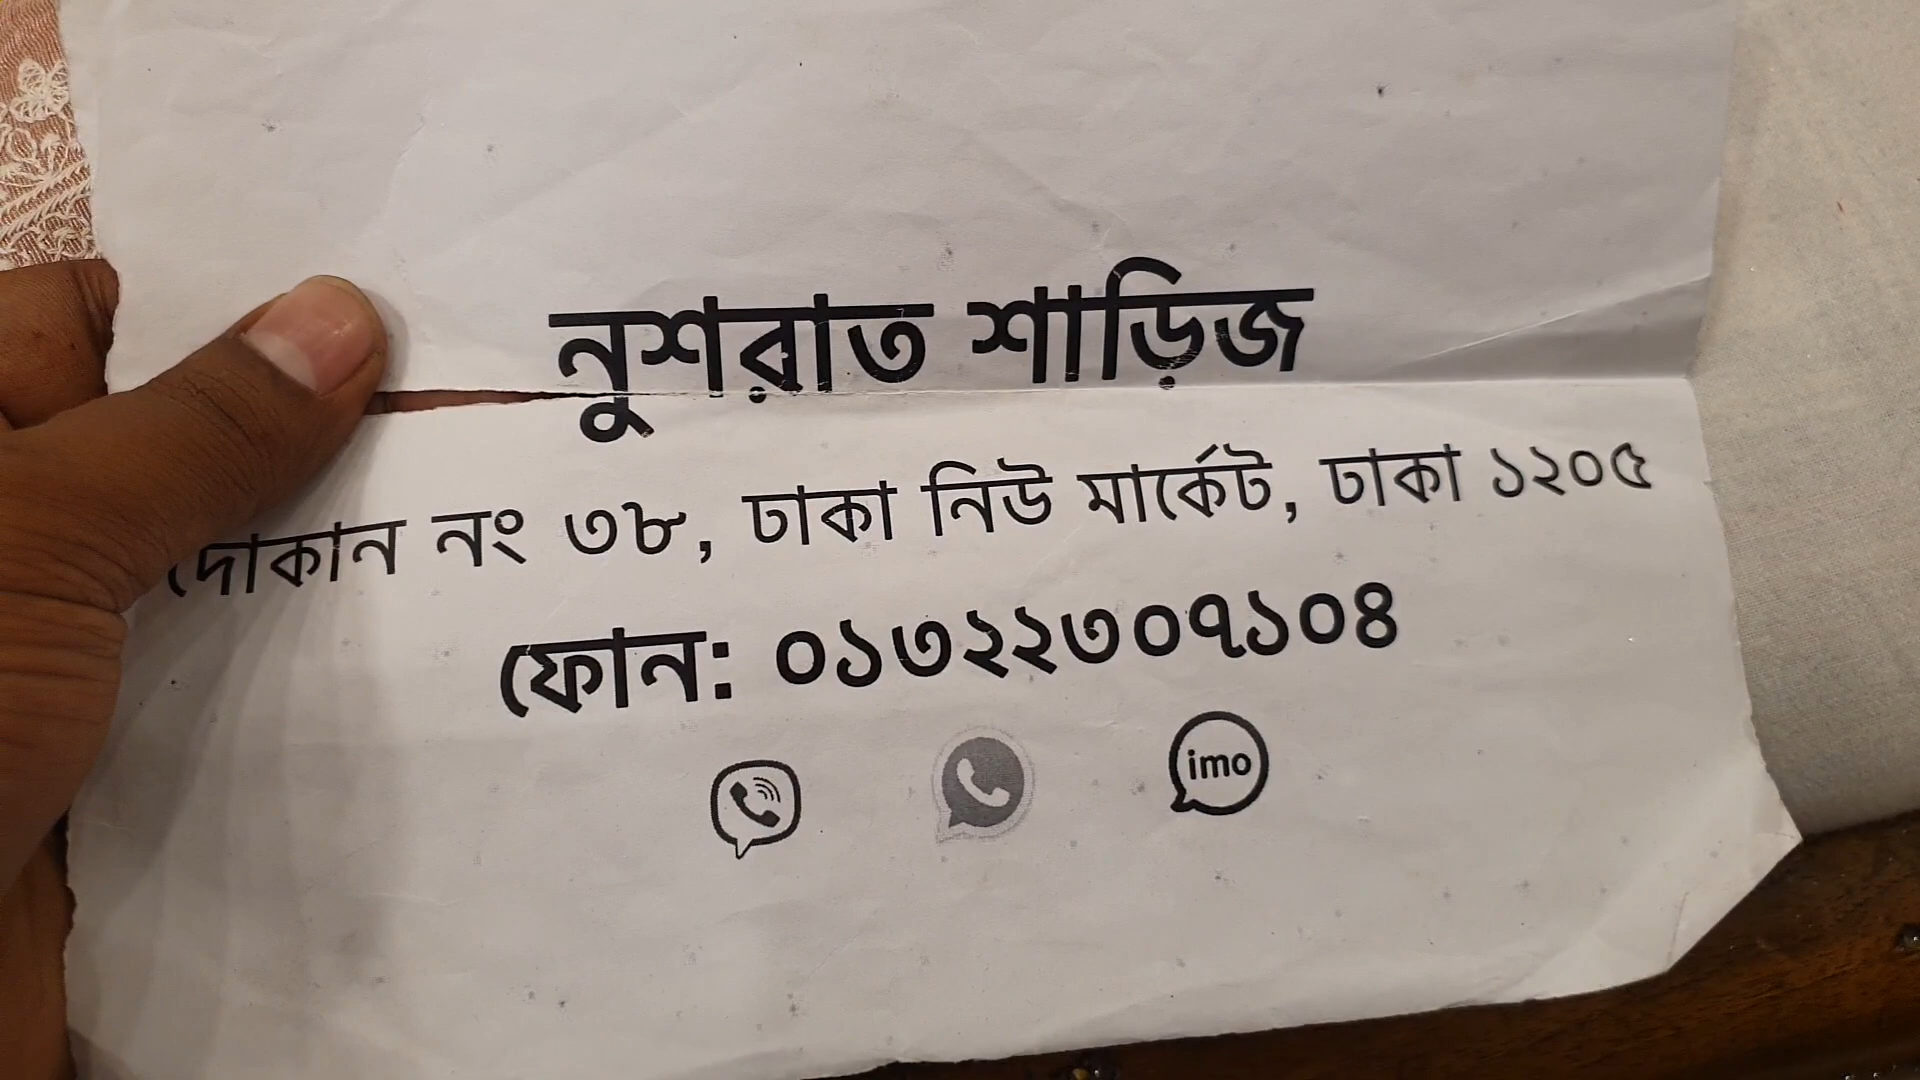 নুশরাত শাড়িজ
দোকান নং ৩৮, ঢাকা নিউ মার্কেট, ঢাকা ১২০৫
ফোন: ০১৩২২৩০৭১০৪
imo